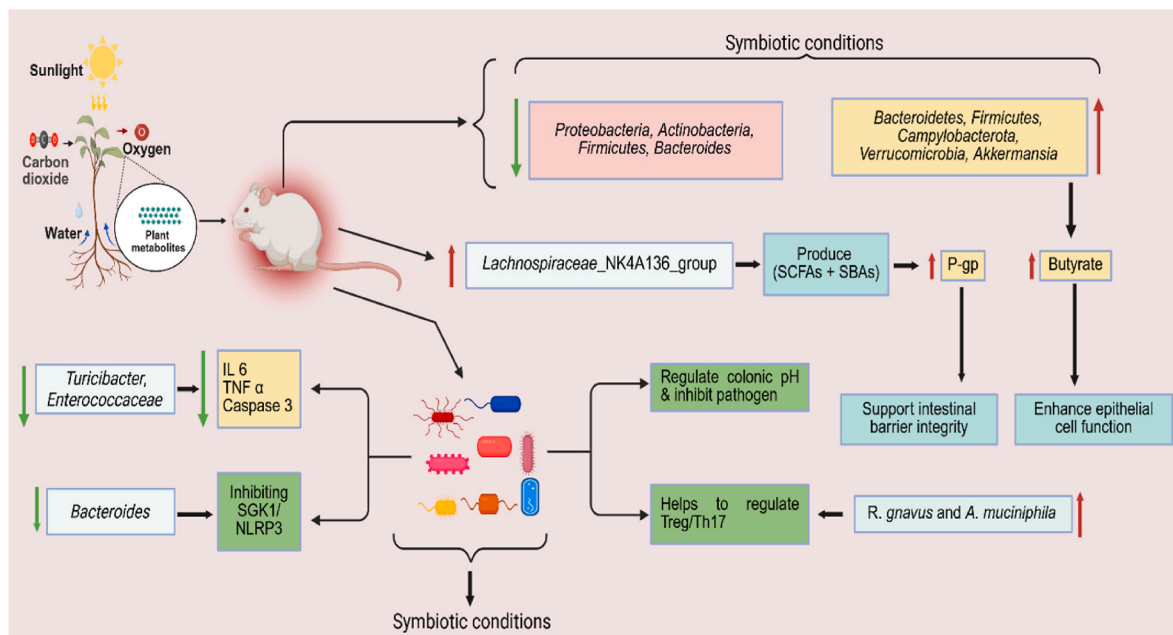 Symbiotic conditions
Sunlight
O
Oxygen
O C O
Carbon
dioxide
Water
Plant
metabolites
Proteobacteria, Actinobacteria,
Firmicutes, Bacteroides
Bacteroidetes, Firmicutes,
Campylobacterota,
Verrucomicrobia, Akkermansia
Lachnospiraceae_NK4A136_group
Produce
(SCFAs + SBAs)
P-gp
Butyrate
Turicibacter,
Enterococcaceae
IL 6
TNF α
Caspase 3
Regulate colonic pH
& inhibit pathogen
Support intestinal
barrier integrity
Enhance epithelial
cell function
Bacteroides
Inhibiting
SGK1/
NLRP3
Helps to regulate
Treg/Th17
R. gnavus and A. muciniphila
Symbiotic conditions